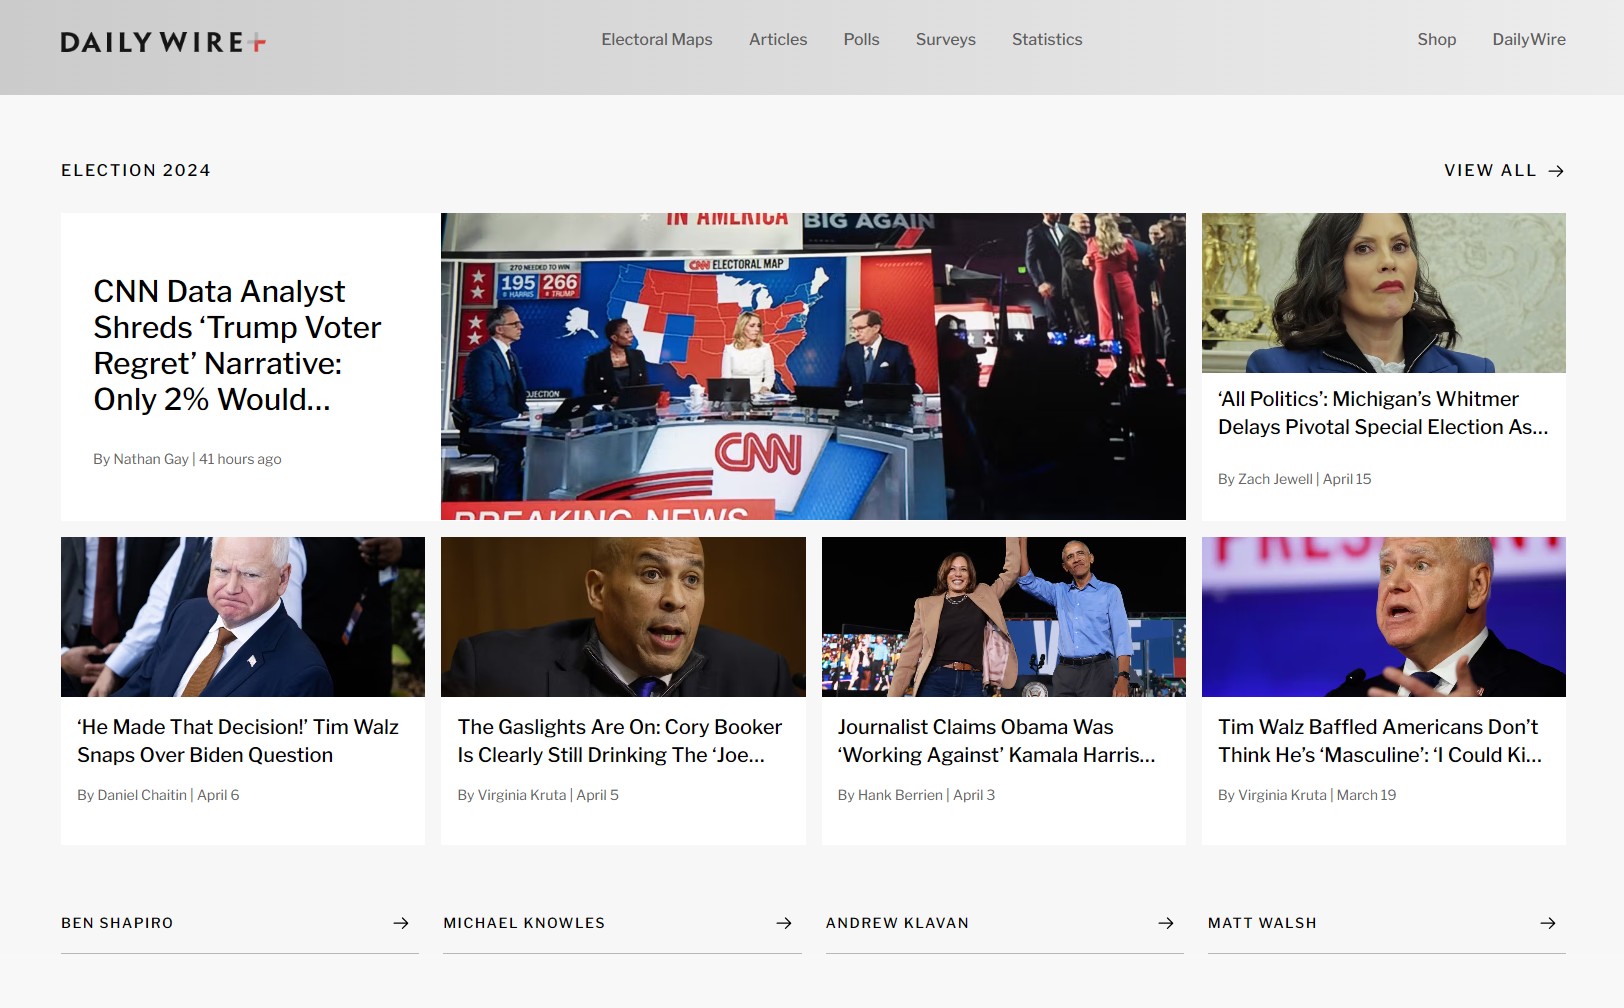 DAILYWIRE+
Electoral Maps
Articles
Polls
Surveys
Statistics
Shop
DailyWire
ELECTION 2024
VIEW ALL →
CNN Data Analyst
Shreds ‘Trump Voter
Regret’ Narrative:
Only 2% Would...
By Nathan Gay | 41 hours ago
IN AMERICA
BIG AGAIN
270 NEEDED TO WIN
195 266
HARRIS TRUMP
CNN ELECTORAL MAP
CNN
BREAKING NEWS
‘All Politics’: Michigan’s Whitmer
Delays Pivotal Special Election As...
By Zach Jewell | April 15
‘He Made That Decision!’ Tim Walz
Snaps Over Biden Question
By Daniel Chaitin | April 6
The Gaslights Are On: Cory Booker
Is Clearly Still Drinking The ‘Joe...
By Virginia Kruta | April 5
Journalist Claims Obama Was
‘Working Against’ Kamala Harris...
By Hank Berrien | April 3
Tim Walz Baffled Americans Don’t
Think He’s ‘Masculine’: ‘I Could Ki...
By Virginia Kruta | March 19
BEN SHAPIRO →
MICHAEL KNOWLES →
ANDREW KLAVAN →
MATT WALSH →